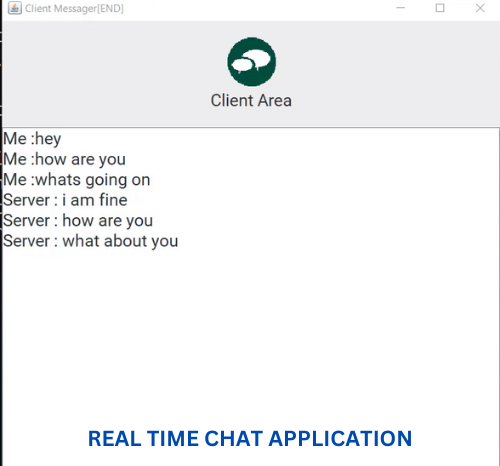 Client Messager[END]
Client Area
Me :hey
Me :how are you
Me :whats going on
Server : i am fine
Server : how are you
Server : what about you
REAL TIME CHAT APPLICATION